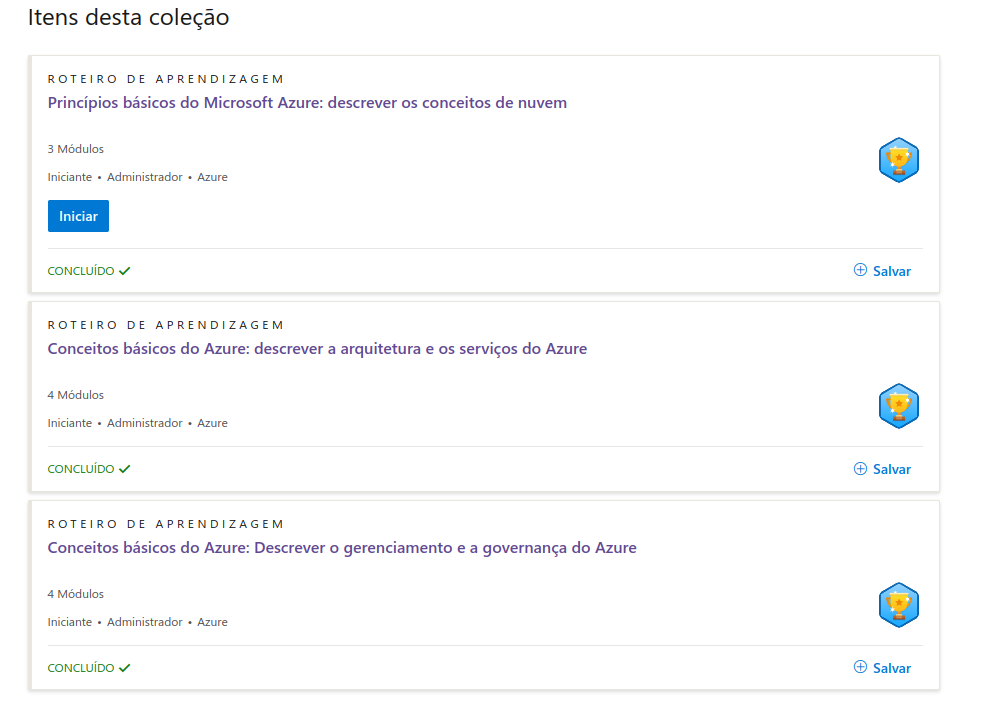 Itens desta coleção
ROTEIRO DE APRENDIZAGEM
Princípios básicos do Microsoft Azure: descrever os conceitos de nuvem
3 Módulos
Iniciante • Administrador • Azure
Iniciar
CONCLUÍDO
Salvar
ROTEIRO DE APRENDIZAGEM
Conceitos básicos do Azure: descrever a arquitetura e os serviços do Azure
4 Módulos
Iniciante • Administrador • Azure
CONCLUÍDO
Salvar
ROTEIRO DE APRENDIZAGEM
Conceitos básicos do Azure: Descrever o gerenciamento e a governança do Azure
4 Módulos
Iniciante • Administrador • Azure
CONCLUÍDO
Salvar